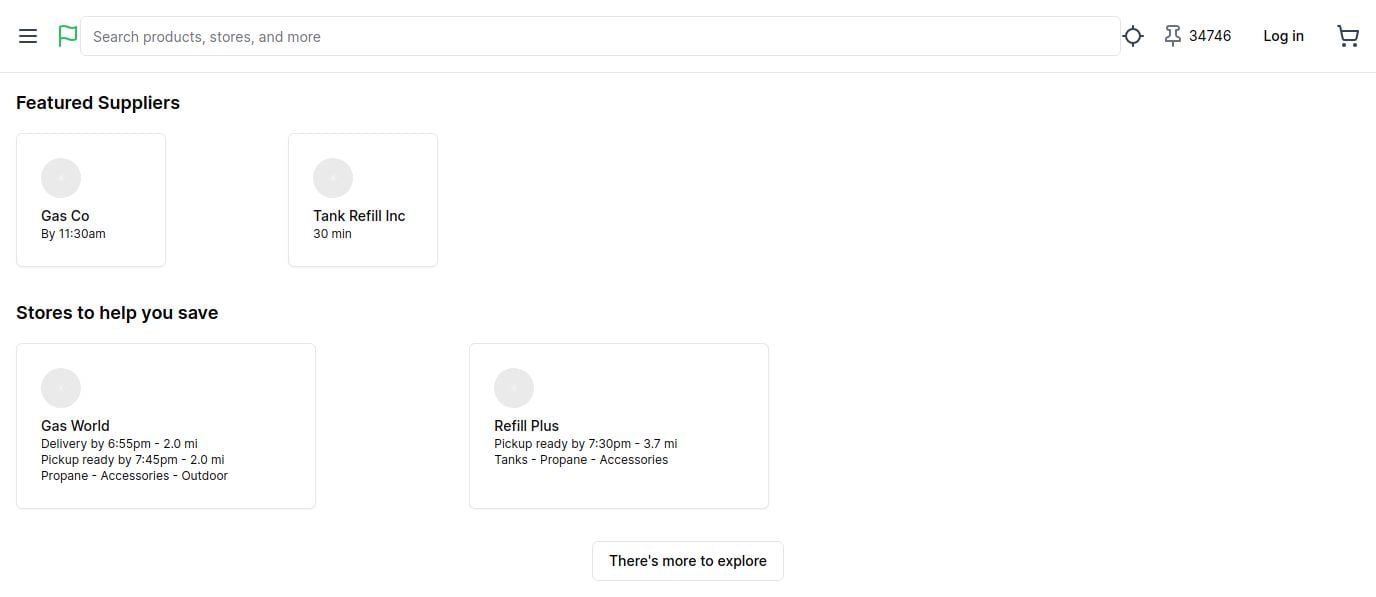 Search products, stores, and more
34746
Log in
Featured Suppliers
Gas Co
By 11:30am
Tank Refill Inc
30 min
Stores to help you save
Gas World
Delivery by 6:55pm - 2.0 mi
Pickup ready by 7:45pm - 2.0 mi
Propane - Accessories - Outdoor
Refill Plus
Pickup ready by 7:30pm - 3.7 mi
Tanks - Propane - Accessories
There's more to explore